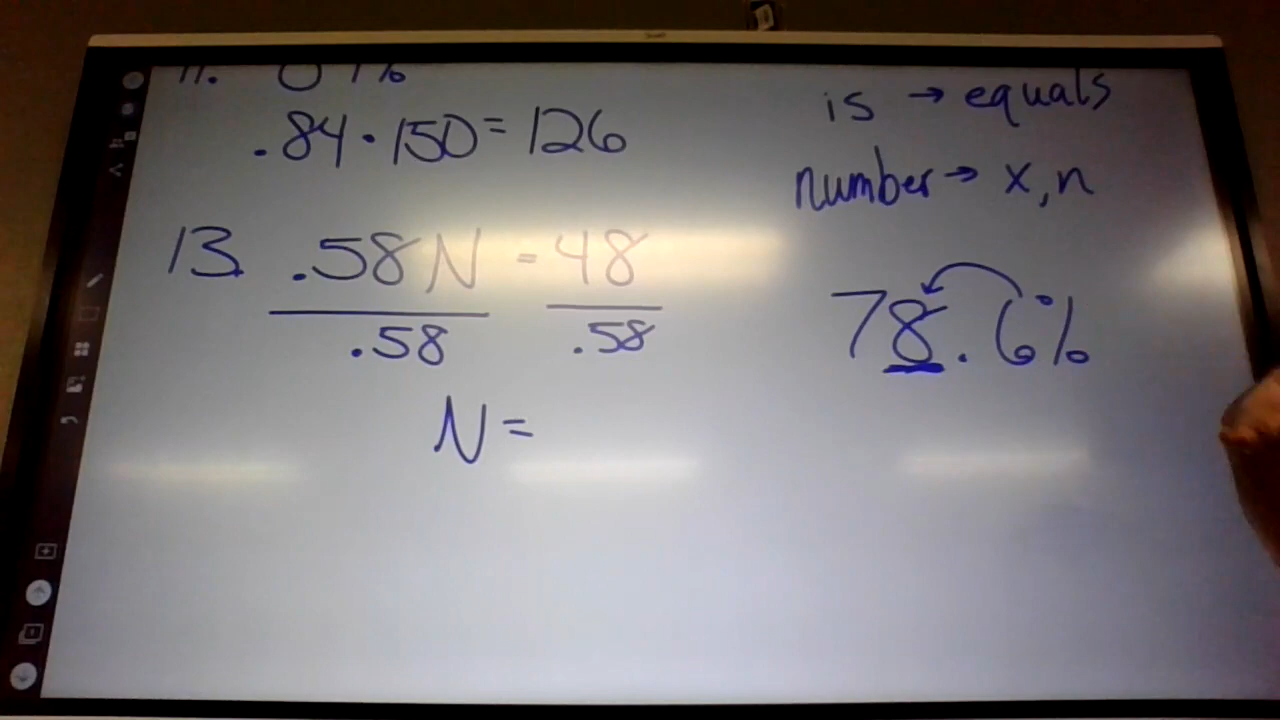 .84 · 150 = 126
13. .58N = 48
.58 .58
N =
is → equals
number → x, n
78.6%